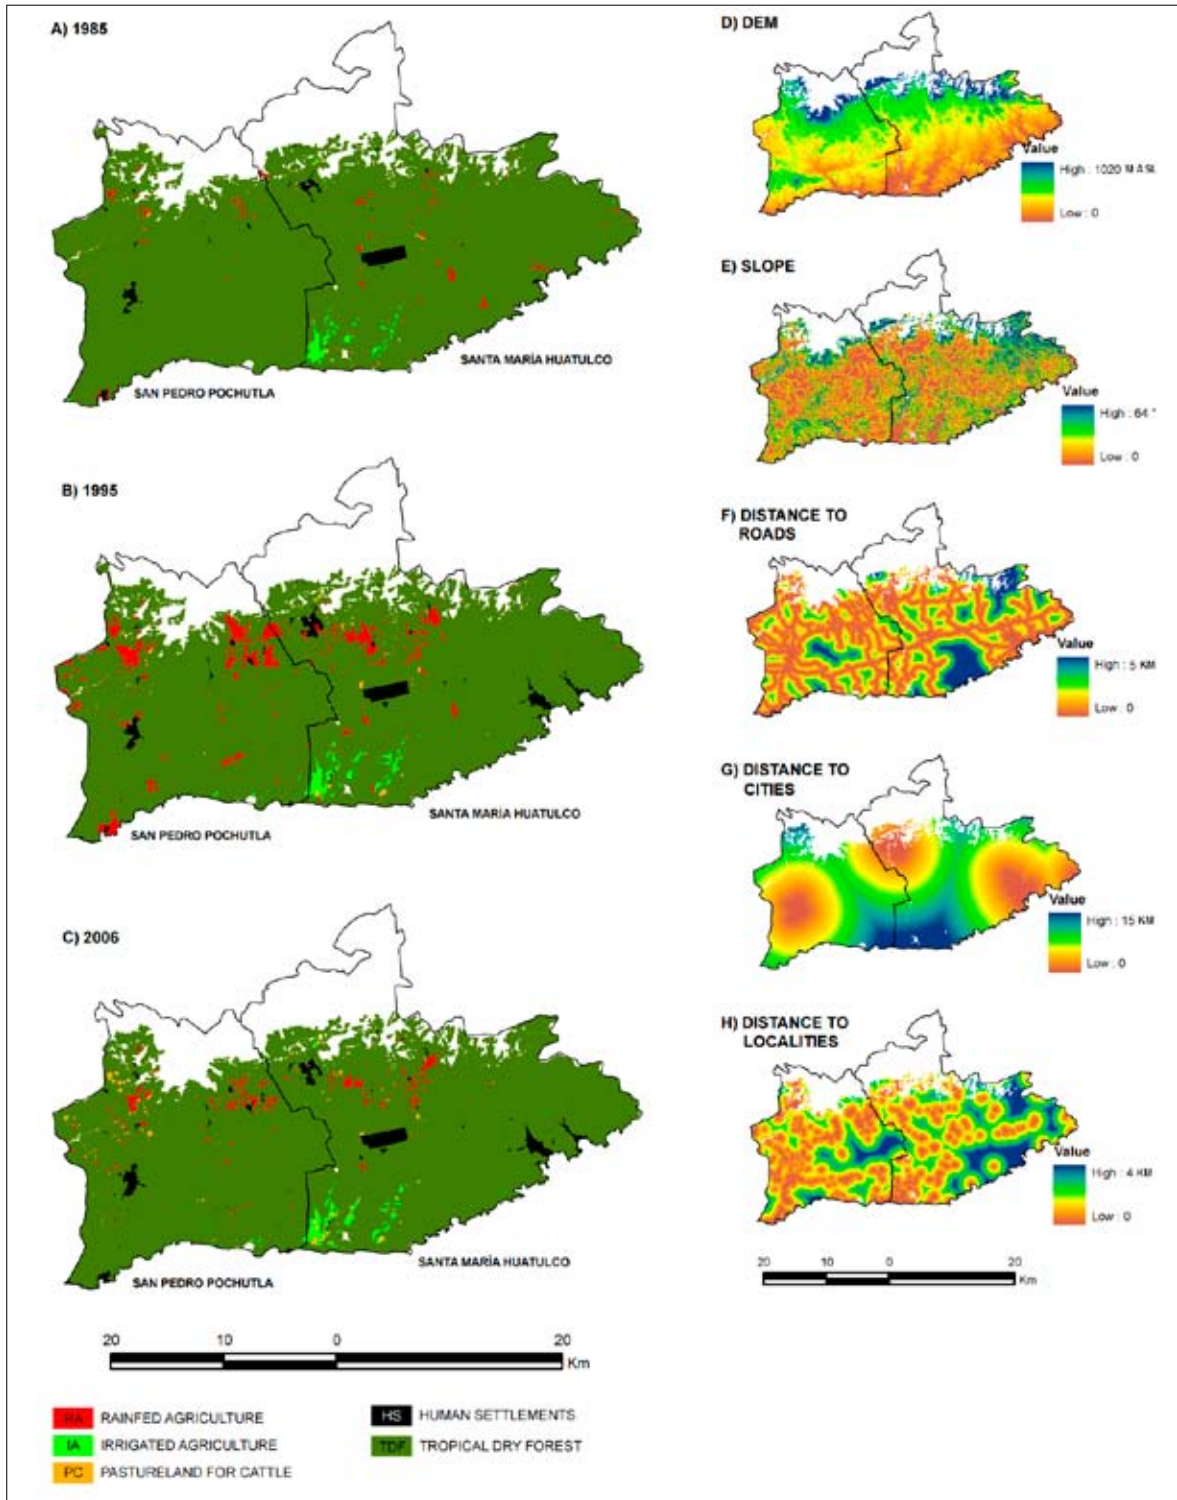 A) 1985
SANTA MARÍA HUATULCO
SAN PEDRO POCHUTLA
B) 1995
SANTA MARÍA HUATULCO
SAN PEDRO POCHUTLA
C) 2006
SANTA MARÍA HUATULCO
SAN PEDRO POCHUTLA
20 10 0 20
Km
RA RAINFED AGRICULTURE
IA IRRIGATED AGRICULTURE
PC PASTURELAND FOR CATTLE
HS HUMAN SETTLEMENTS
TDF TROPICAL DRY FOREST
D) DEM
Value
High : 1020 M ASL
Low : 0
E) SLOPE
Value
High : 64 °
Low : 0
F) DISTANCE TO
ROADS
Value
High : 5 KM
Low : 0
G) DISTANCE TO
CITIES
Value
High : 15 KM
Low : 0
H) DISTANCE TO
LOCALITIES
Value
High : 4 KM
Low : 0
20 10 0 20
Km